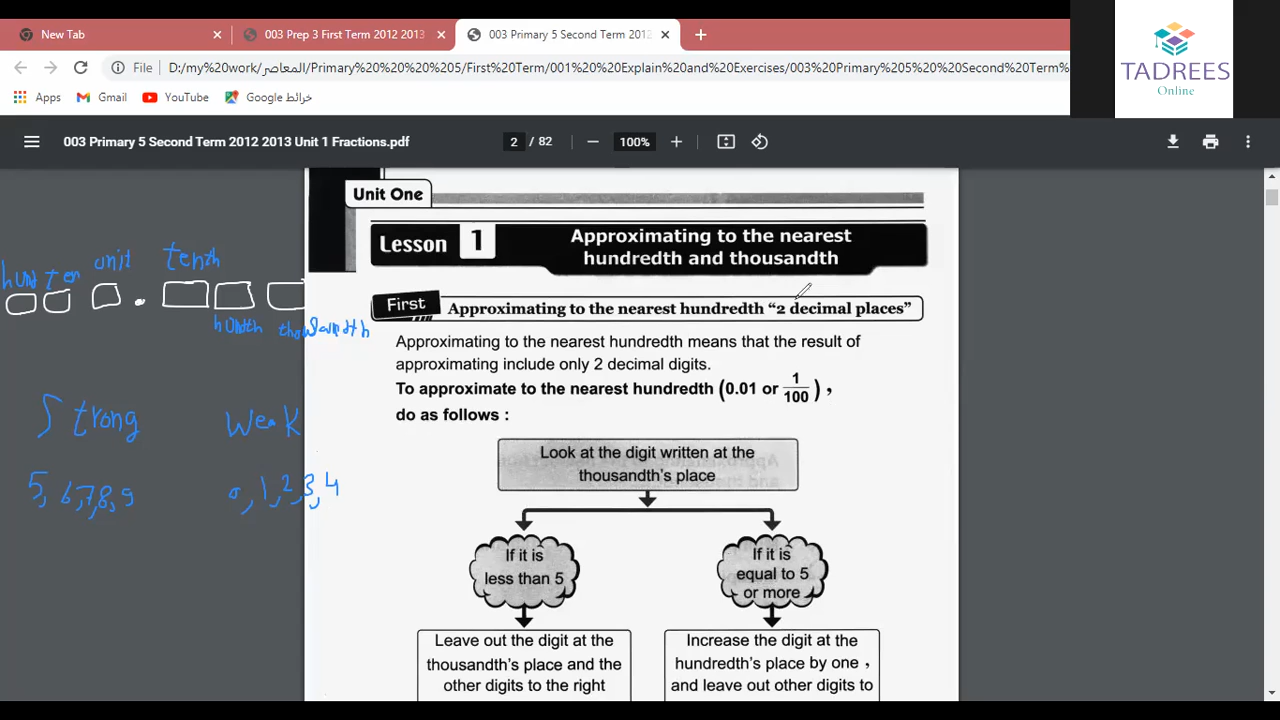 New Tab
003 Prep 3 First Term 2012 2013
003 Primary 5 Second Term 2012
File
D:/my%20work/المعاصر/Primary%20%20%20%205/First%20Term/001%20%20Explain%20and%20Exercises/003%20Primary%205%20%20Second%20Term%
Apps
Gmail
YouTube
خرائط Google
TADREES
Online
003 Primary 5 Second Term 2012 2013 Unit 1 Fractions.pdf
2 / 82
100%
Unit One
Lesson 1
Approximating to the nearest
hundredth and thousandth
First
Approximating to the nearest hundredth “2 decimal places”
Approximating to the nearest hundredth means that the result of
approximating include only 2 decimal digits.
To approximate to the nearest hundredth (0.01 or 1/100) ,
do as follows :
Look at the digit written at the
thousandth's place
If it is
less than 5
If it is
equal to 5
or more
Leave out the digit at the
thousandth's place and the
other digits to the right
Increase the digit at the
hundredth's place by one ,
and leave out other digits to
hund ten unit . tenth
hundth thousandth
Strong
5, 6,7,8,9
Weak
0, 1, 2, 3, 4